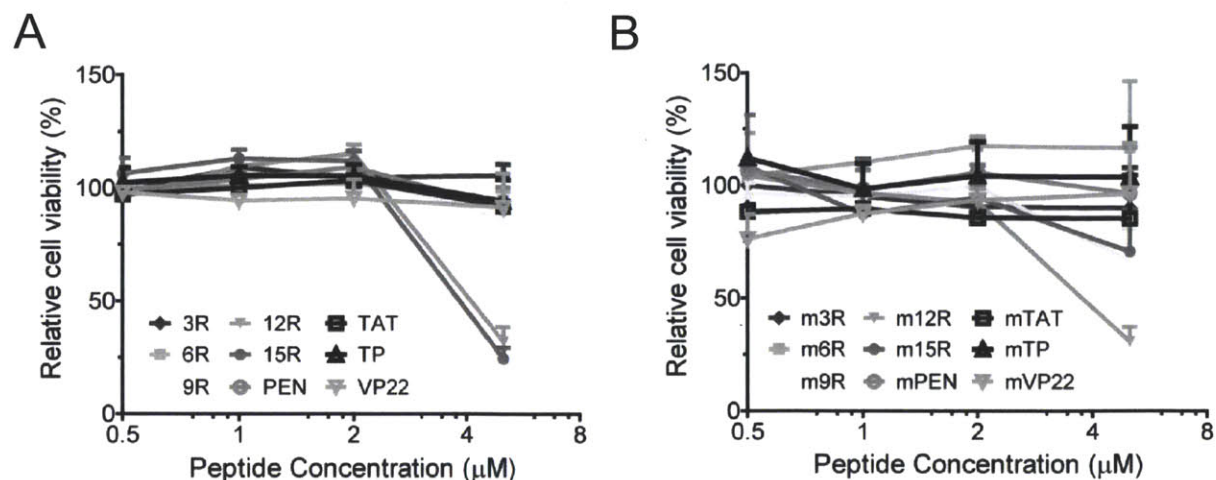 A
Relative cell viability (%)
150
100
50
0
0.5 1 2 4 8
Peptide Concentration (μM)
3R 12R TAT
6R 15R TP
9R PEN VP22
B
Relative cell viability (%)
150
100
50
0
0.5 1 2 4 8
Peptide Concentration (μM)
m3R m12R mTAT
m6R m15R mTP
m9R mPEN mVP22